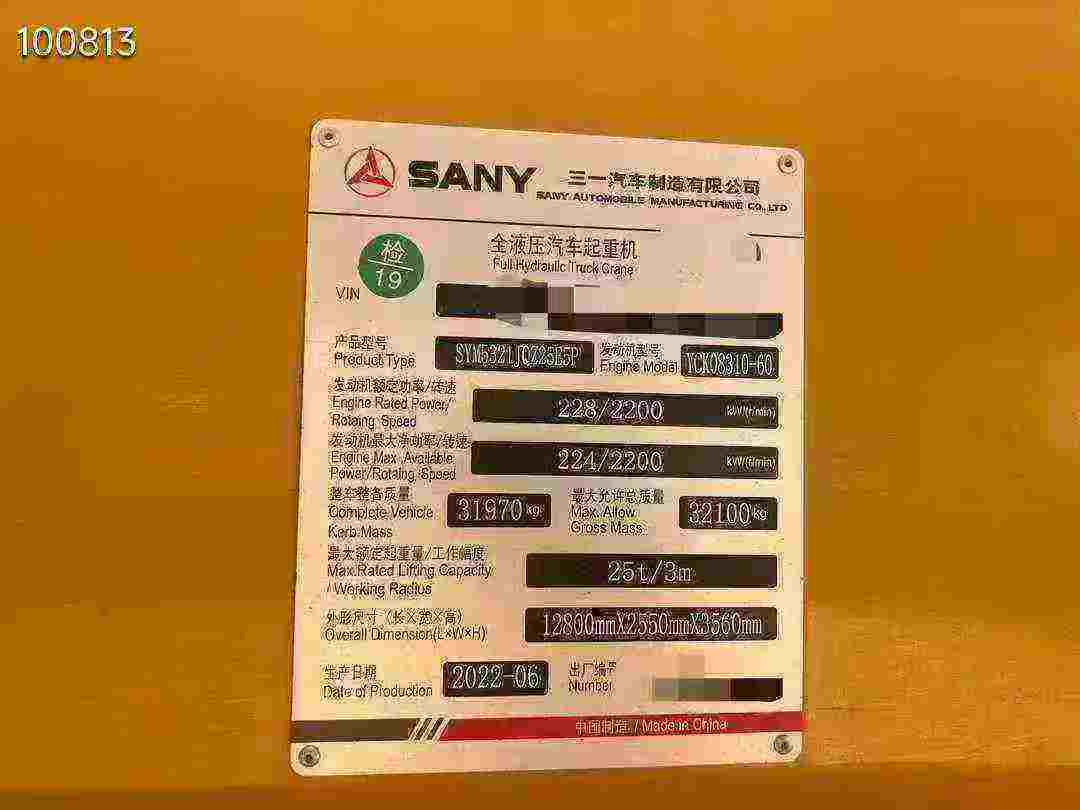 100813
SANY 三一汽车制造有限公司
SANY AUTOMOBILE MANUFACTURING CO., LTD
检
19
全液压汽车起重机
Full Hydraulic Truck Crane
VIN
产品型号
Product Type
SYM5321JQZ25E5P
发动机型号
Engine Model
YCK08310-60
发动机额定功率/转速
Engine Rated Power/
Rotaing Speed
228/2200 kW/(r/min)
发动机最大净功率/转速
Engine Max. Available
Power/Rotaing Speed
224/2200 kW/(r/min)
整车整备质量
Complete Vehicle
Kerb Mass
31970 kg
最大允许总质量
Max. Allow
Gross Mass
32100 kg
最大额定起重量/工作幅度
Max.Rated Lifting Capacity
/ Working Radius
25t/3m
外形尺寸（长×宽×高）
Overall Dimension(L×W×H)
12800mmX2550mmX3560mm
生产日期
Date of Production
2022-06
出厂编号
Number
中国制造 / Made in China